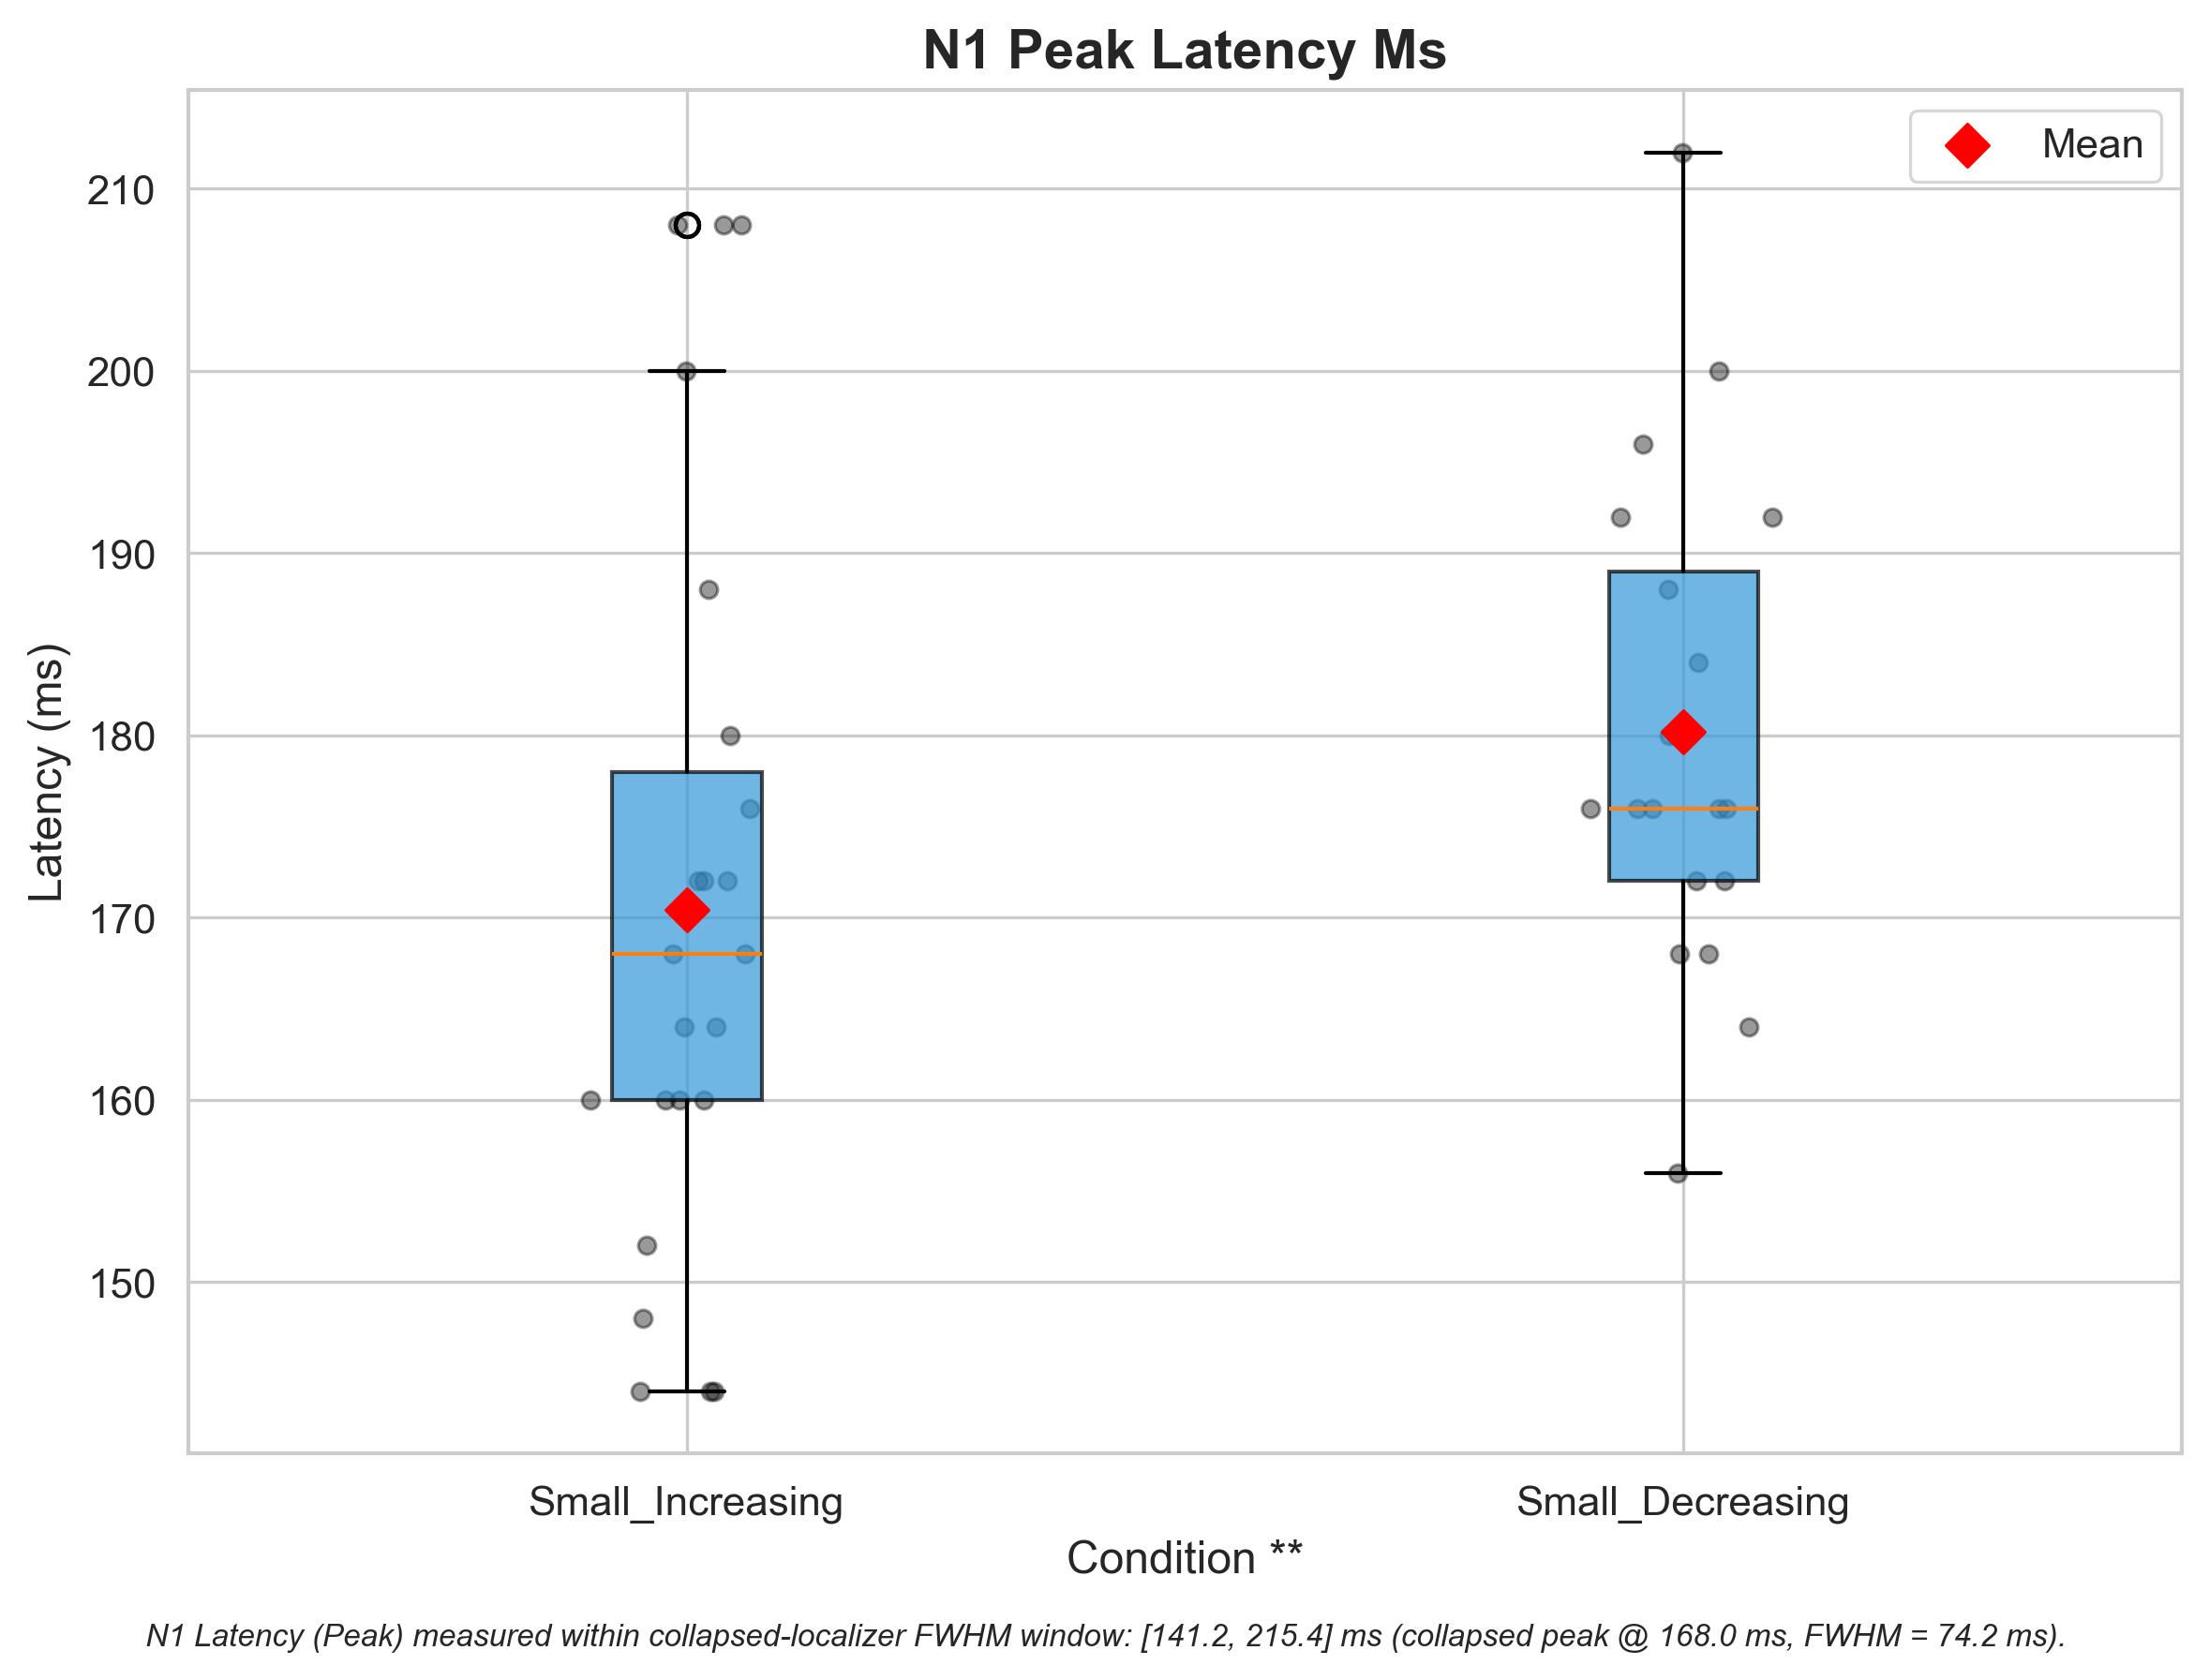 N1 Peak Latency Ms
Mean
210
200
190
180
170
160
150
Latency (ms)
Small_Increasing
Small_Decreasing
Condition **
N1 Latency (Peak) measured within collapsed-localizer FWHM window: [141.2, 215.4] ms (collapsed peak @ 168.0 ms, FWHM = 74.2 ms).